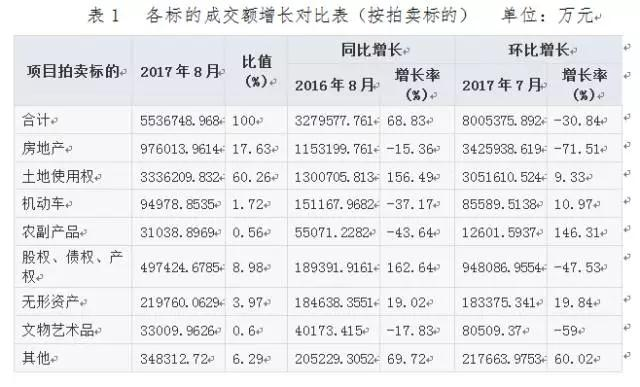 表 1 各标的成交额增长对比表（按拍卖标的） 单位：万元
项目拍卖标的 2017 年 8 月 比值(%) 同比增长 环比增长
2016 年 8 月 增长率(%) 2017 年 7 月 增长率(%)
合计 5536748.968 100 3279577.761 68.83 8005375.892 -30.84
房地产 976013.9614 17.63 1153199.761 -15.36 3425938.619 -71.51
土地使用权 3336209.832 60.26 1300705.813 156.49 3051610.524 9.33
机动车 94978.8535 1.72 151167.9682 -37.17 85589.5138 10.97
农副产品 31038.8969 0.56 55071.2282 -43.64 12601.5937 146.31
股权、债权、产权 497424.6785 8.98 189391.9161 162.64 948086.9554 -47.53
无形资产 219760.0629 3.97 184638.3551 19.02 183375.341 19.84
文物艺术品 33009.9626 0.6 40173.415 -17.83 80509.37 -59
其他 348312.72 6.29 205229.3052 69.72 217663.9753 60.02